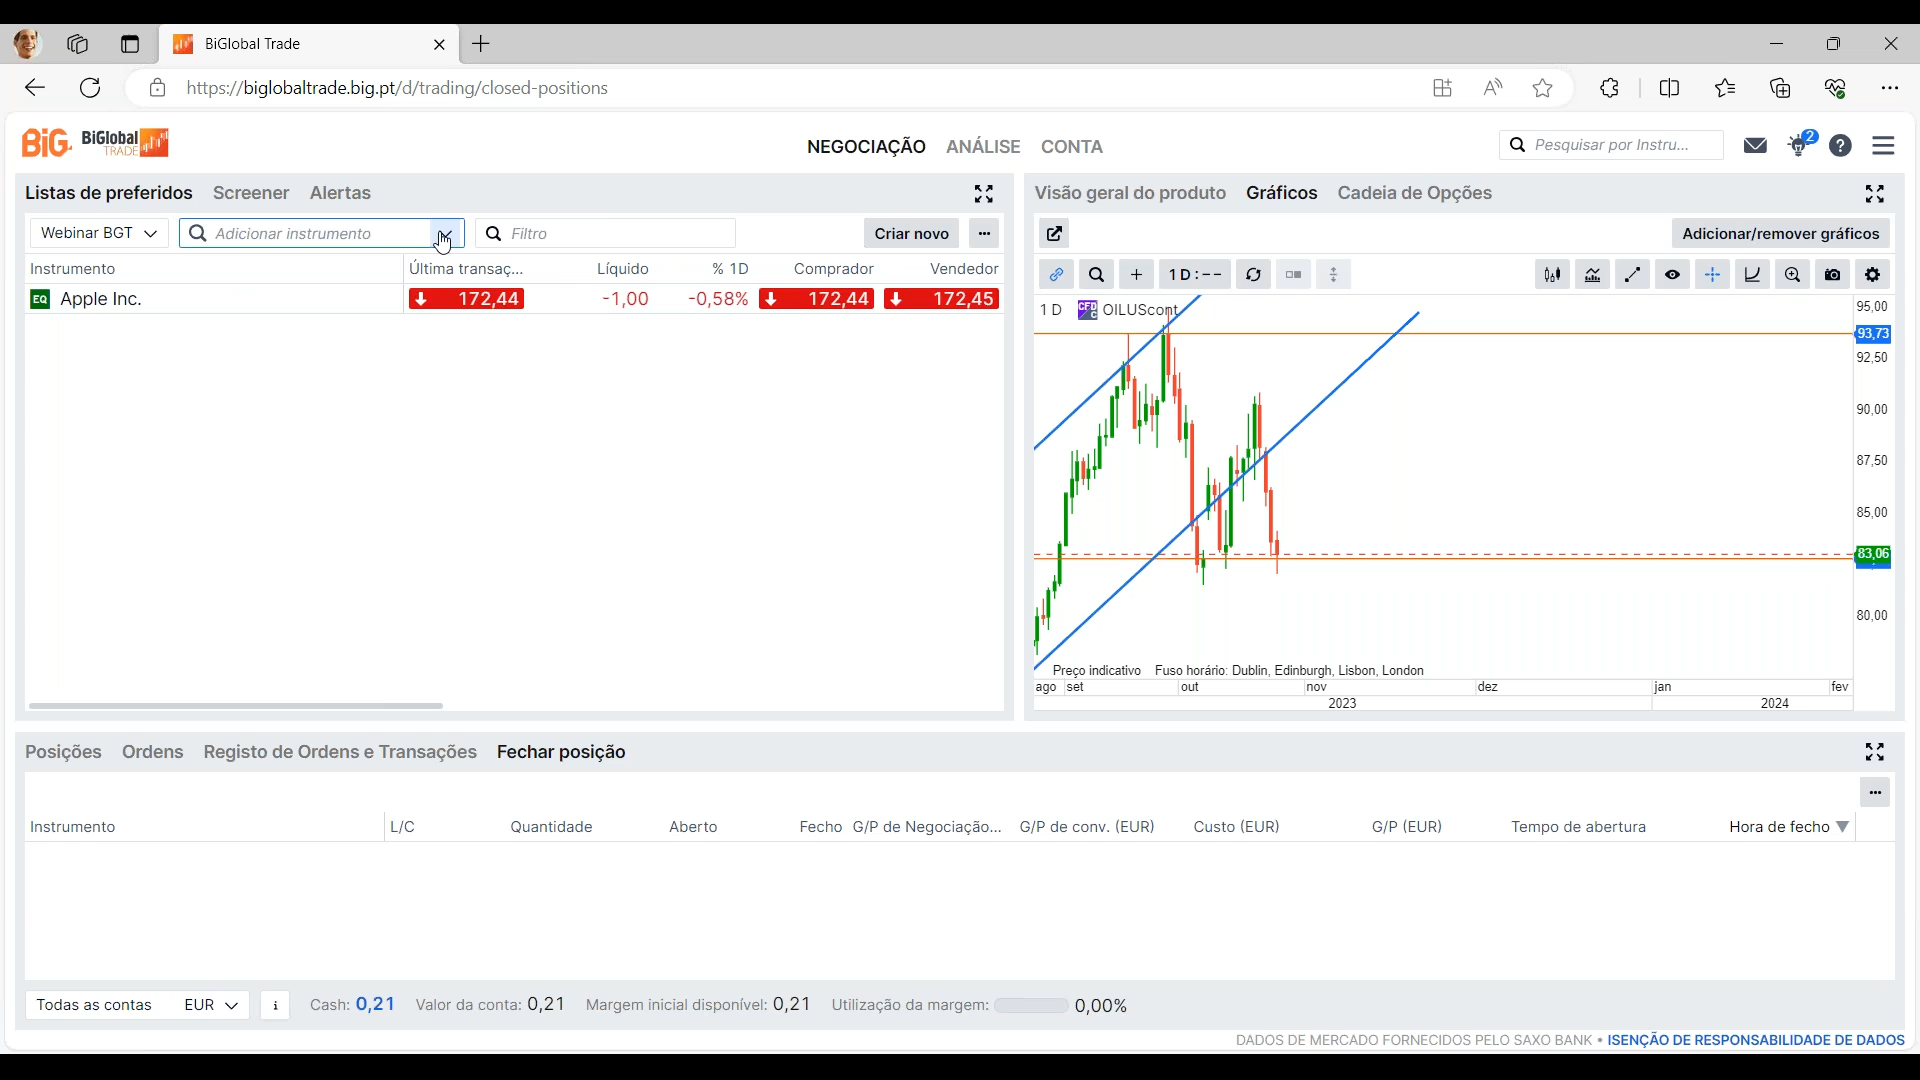 BiGlobal Trade
https://biglobaltrade.big.pt/d/trading/closed-positions
BiG BiGlobal TRADE
NEGOCIAÇÃO ANÁLISE CONTA
Pesquisar por Instru...
2
Listas de preferidos Screener Alertas
Webinar BGT Adicionar instrumento Filtro Criar novo
Instrumento Última transaç... Líquido % 1D Comprador Vendedor
EQ Apple Inc. 172,44 -1,00 -0,58% 172,44 172,45
Visão geral do produto Gráficos Cadeia de Opções
Adicionar/remover gráficos
1 D : --
1 D CFD C OILUScont
95,00
93,73
92,50
90,00
87,50
85,00
83,06
80,00
Preço indicativo Fuso horário: Dublin, Edinburgh, Lisbon, London
ago set out nov dez jan fev
2023 2024
Posições Ordens Registo de Ordens e Transações Fechar posição
Instrumento L/C Quantidade Aberto Fecho G/P de Negociação... G/P de conv. (EUR) Custo (EUR) G/P (EUR) Tempo de abertura Hora de fecho
Todas as contas EUR i Cash: 0,21 Valor da conta: 0,21 Margem inicial disponível: 0,21 Utilização da margem: 0,00%
DADOS DE MERCADO FORNECIDOS PELO SAXO BANK • ISENÇÃO DE RESPONSABILIDADE DE DADOS